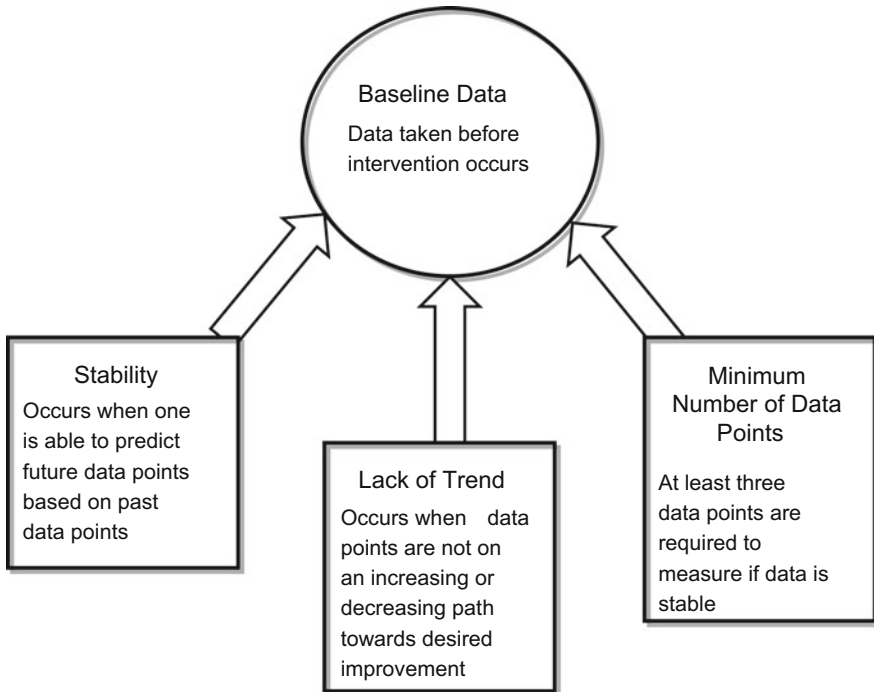 Baseline Data
Data taken before
intervention occurs
Stability
Occurs when one
is able to predict
future data points
based on past
data points
Lack of Trend
Occurs when data
points are not on
an increasing or
decreasing path
towards desired
improvement
Minimum
Number of Data
Points
At least three
data points are
required to
measure if data is
stable